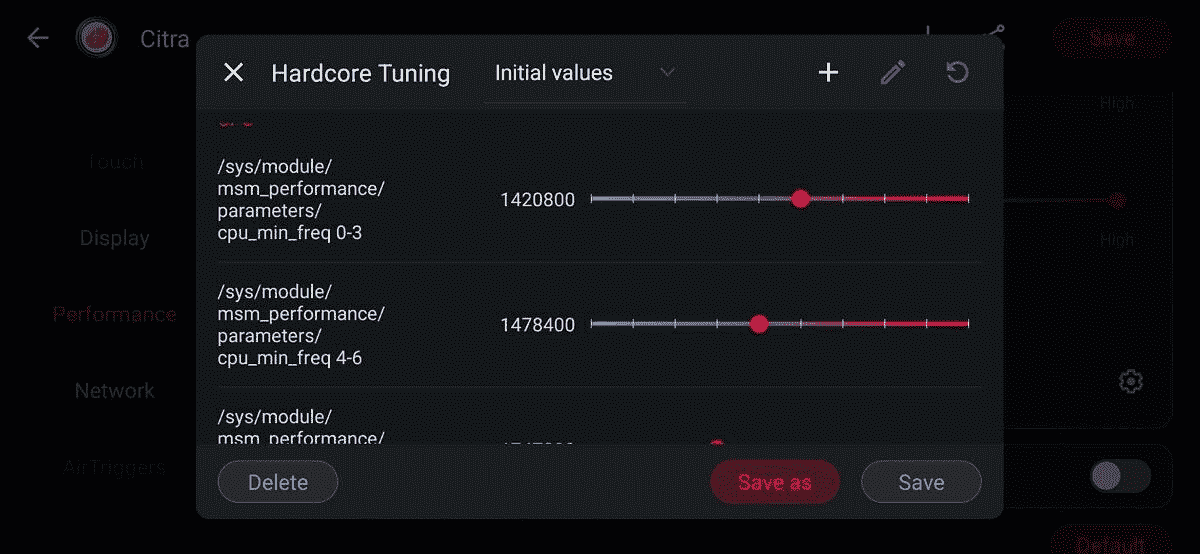 Citra
Save
Hardcore Tuning
Initial values
High
/sys/module/
msm_performance/
parameters/
cpu_min_freq 0-3
1420800
Touch
Display
High
/sys/module/
msm_performance/
parameters/
cpu_min_freq 4-6
1478400
Performance
Network
/sys/module/
msm_performance/
AirTriggers
Delete
Save as
Save
Default